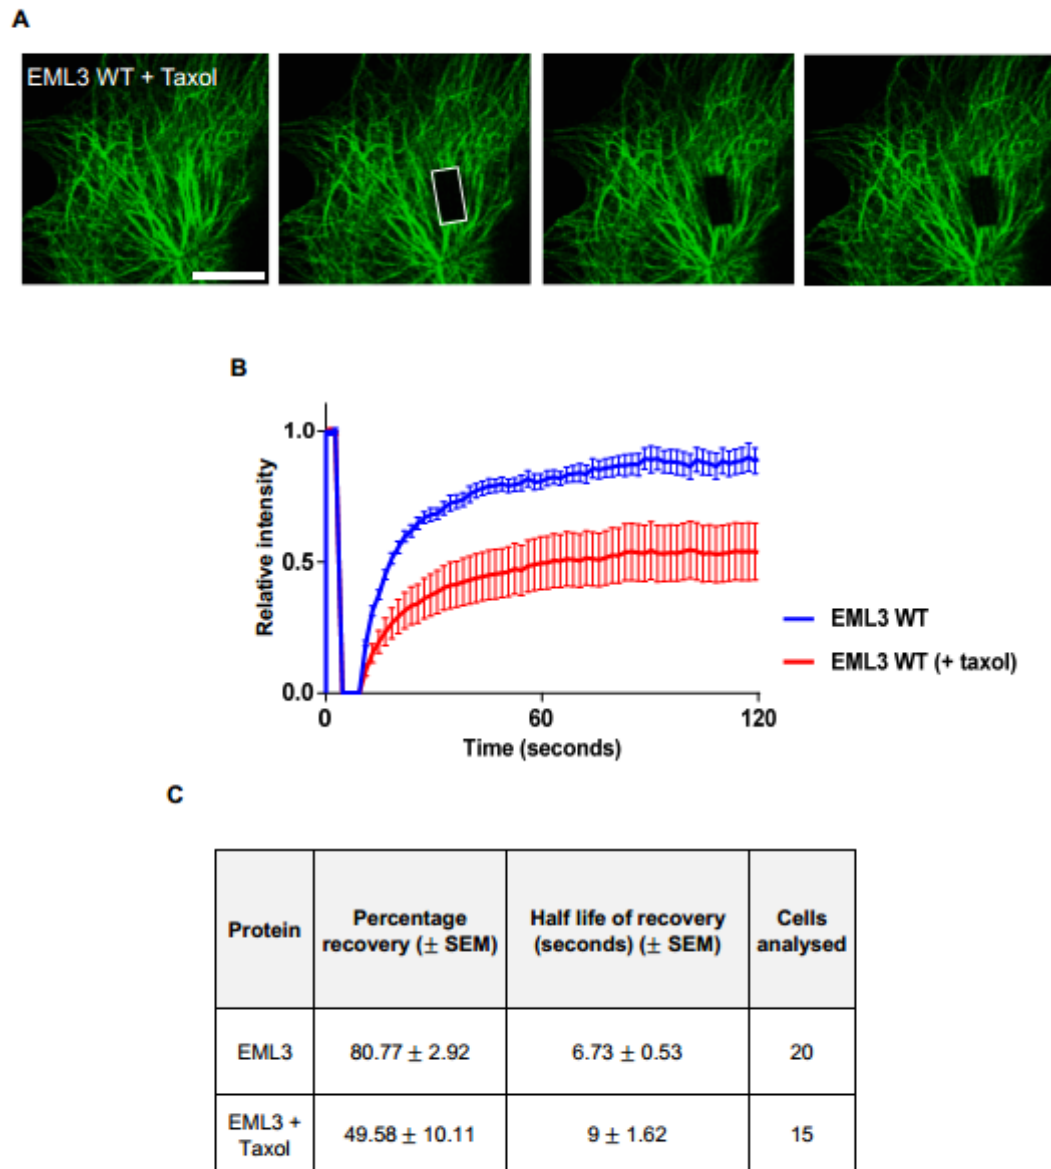 A
EML3 WT + Taxol
B
1.0
0.5
0.0
Relative intensity
0
60
120
Time (seconds)
EML3 WT
EML3 WT (+ taxol)
C
Protein
Percentage
recovery (± SEM)
Half life of recovery
(seconds) (± SEM)
Cells
analysed
EML3
80.77 ± 2.92
6.73 ± 0.53
20
EML3 +
Taxol
49.58 ± 10.11
9 ± 1.62
15